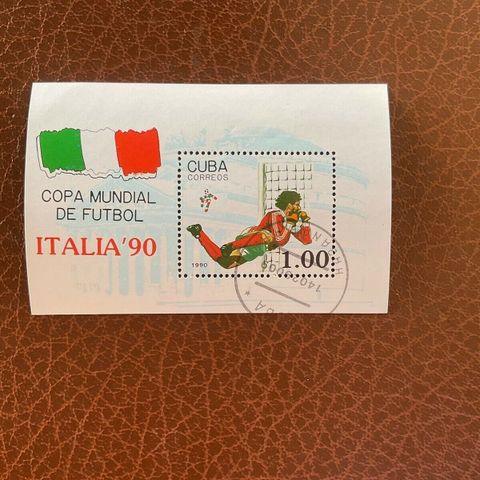 COPA MUNDIAL
DE FUTBOL
ITALIA'90
CUBA
CORREOS
1990
1.00